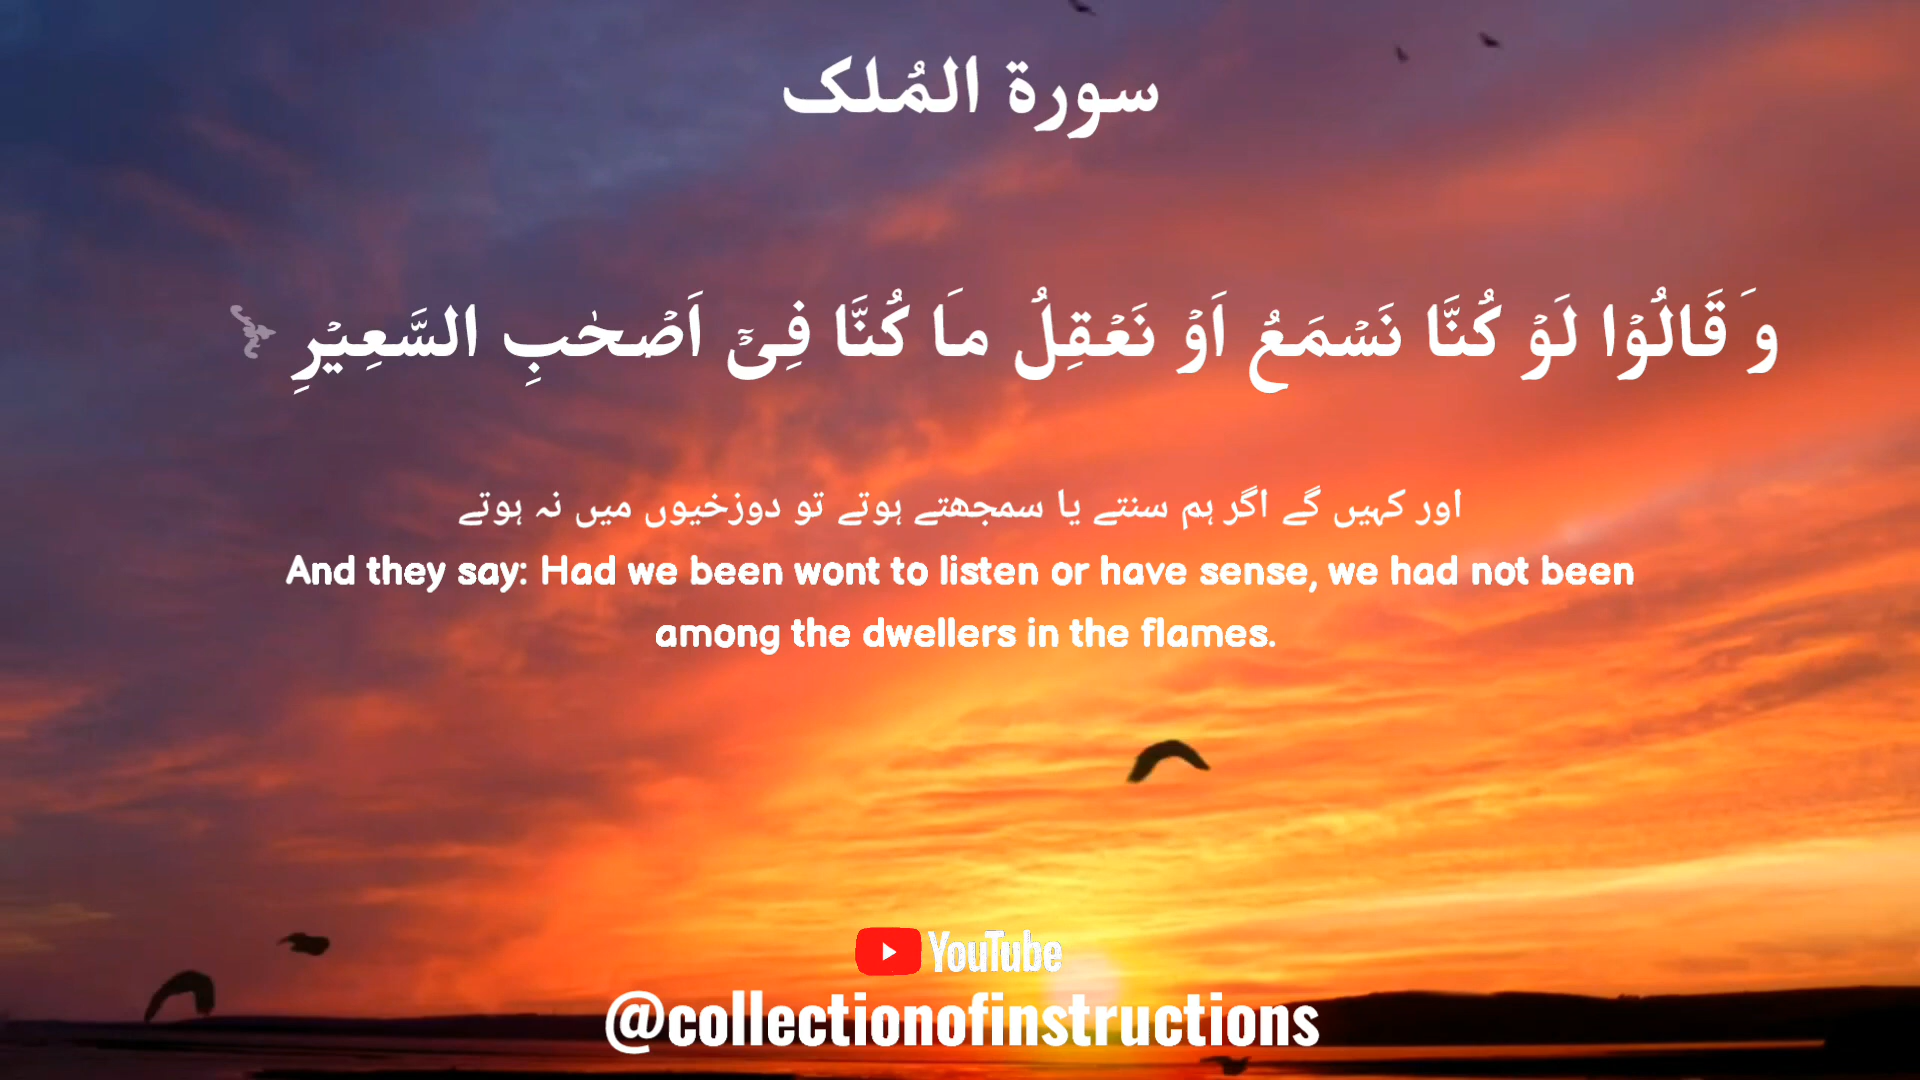 سورة المُلک
وَ قَالُوۡا لَوۡ کُنَّا نَسۡمَعُ اَوۡ نَعۡقِلُ مَا کُنَّا فِیۡۤ اَصۡحٰبِ السَّعِیۡرِ
اور کہیں گے اگر ہم سنتے یا سمجھتے ہوتے تو دوزخیوں میں نہ ہوتے
And they say: Had we been wont to listen or have sense, we had not been
among the dwellers in the flames.
YouTube
@collectionofinstructions